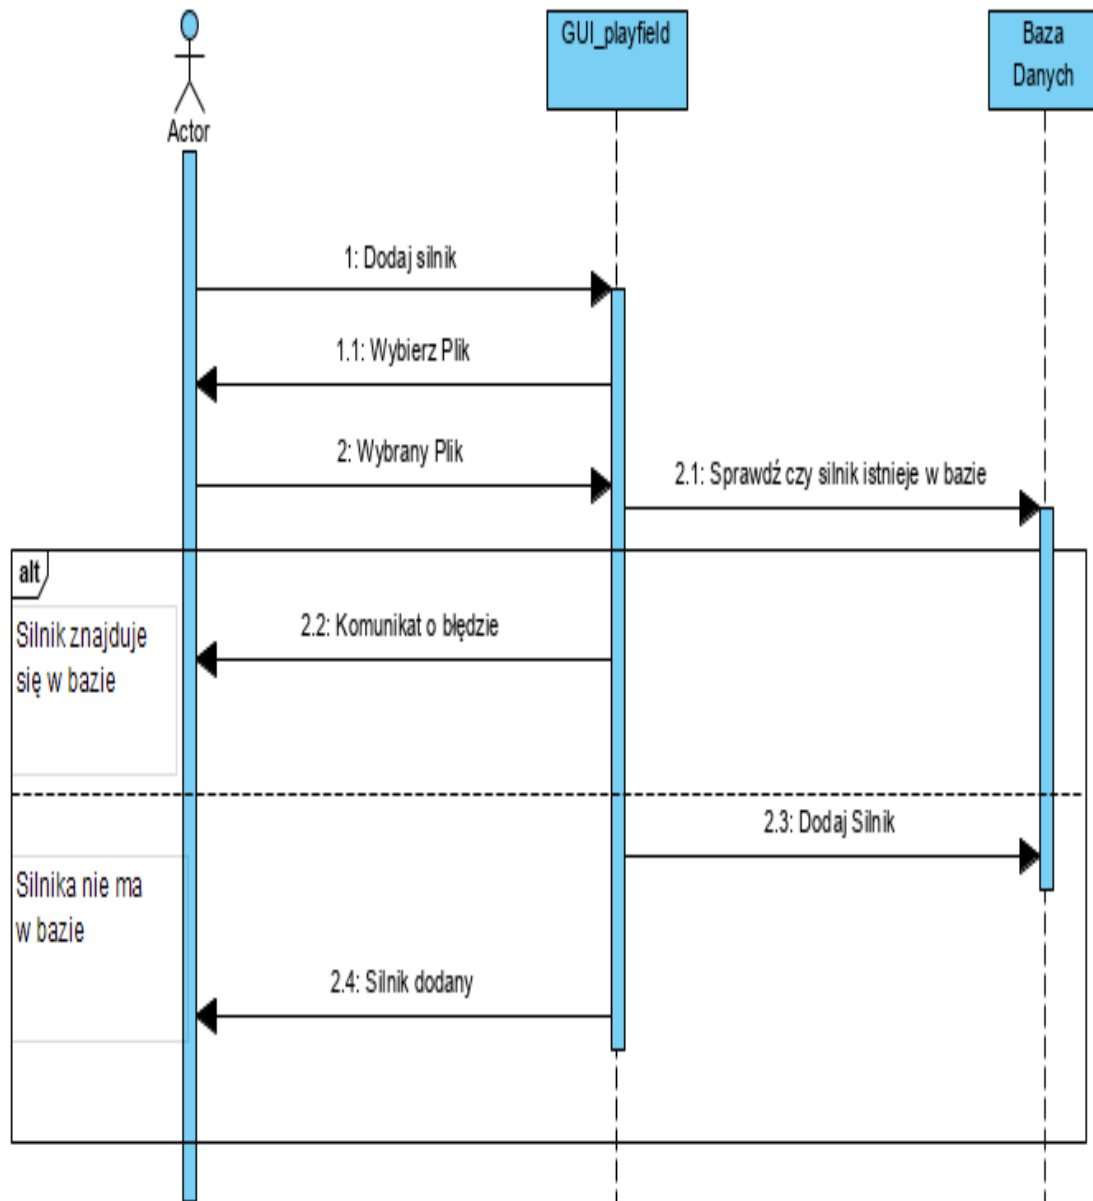 GUI_playfield
Baza
Danych
Actor
1: Dodaj silnik
1.1: Wybierz Plik
2: Wybrany Plik
2.1: Sprawdź czy silnik istnieje w bazie
alt
Silnik znajduje
się w bazie
2.2: Komunikat o błędzie
2.3: Dodaj Silnik
Silnika nie ma
w bazie
2.4: Silnik dodany